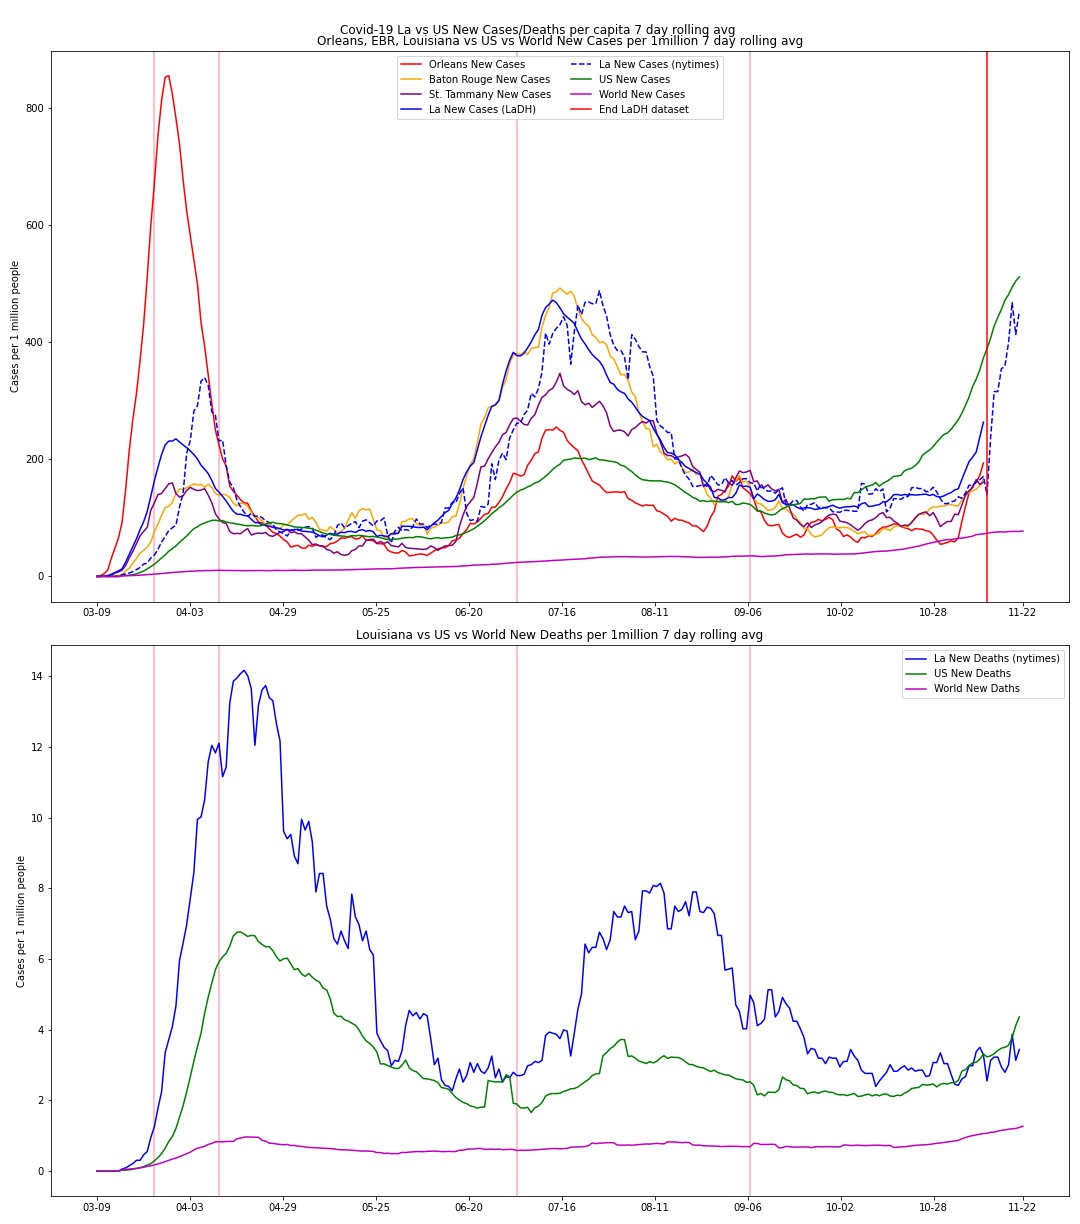 Covid-19 La vs US New Cases/Deaths per capita 7 day rolling avg
Orleans, EBR, Louisiana vs US vs World New Cases per 1million 7 day rolling avg
Orleans New Cases
Baton Rouge New Cases
St. Tammany New Cases
La New Cases (LaDH)
La New Cases (nytimes)
US New Cases
World New Cases
End LaDH dataset
Cases per 1 million people
800
600
400
200
0
03-09 04-03 04-29 05-25 06-20 07-16 08-11 09-06 10-02 10-28 11-22
Louisiana vs US vs World New Deaths per 1million 7 day rolling avg
La New Deaths (nytimes)
US New Deaths
World New Daths
Cases per 1 million people
14
12
10
8
6
4
2
0
03-09 04-03 04-29 05-25 06-20 07-16 08-11 09-06 10-02 10-28 11-22